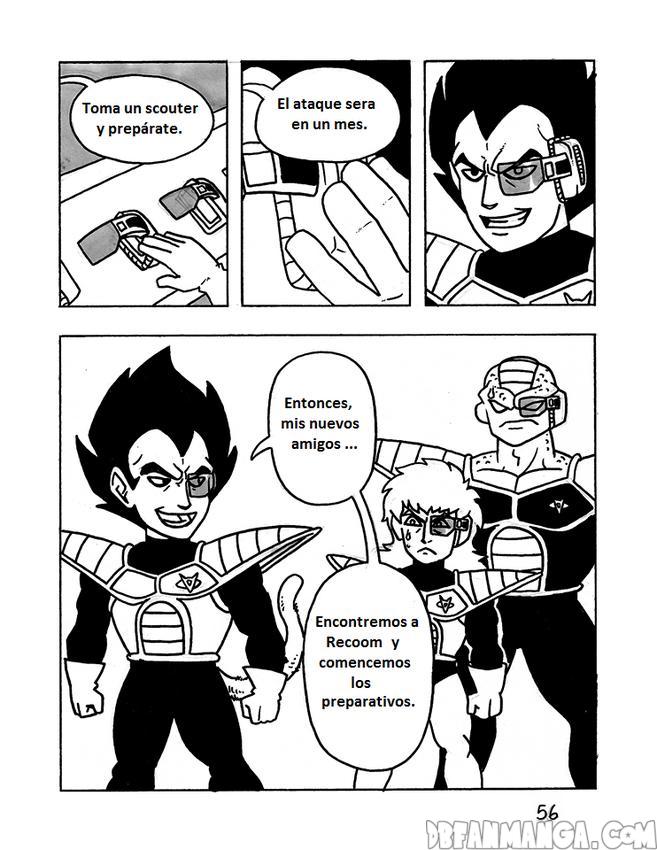 Toma un scouter
y prepárate.
El ataque sera
en un mes.
Entonces,
mis nuevos
amigos ...
Encontremos a
Recoom y
comencemos
los
preparativos.
56
DBFANMANGA.COM